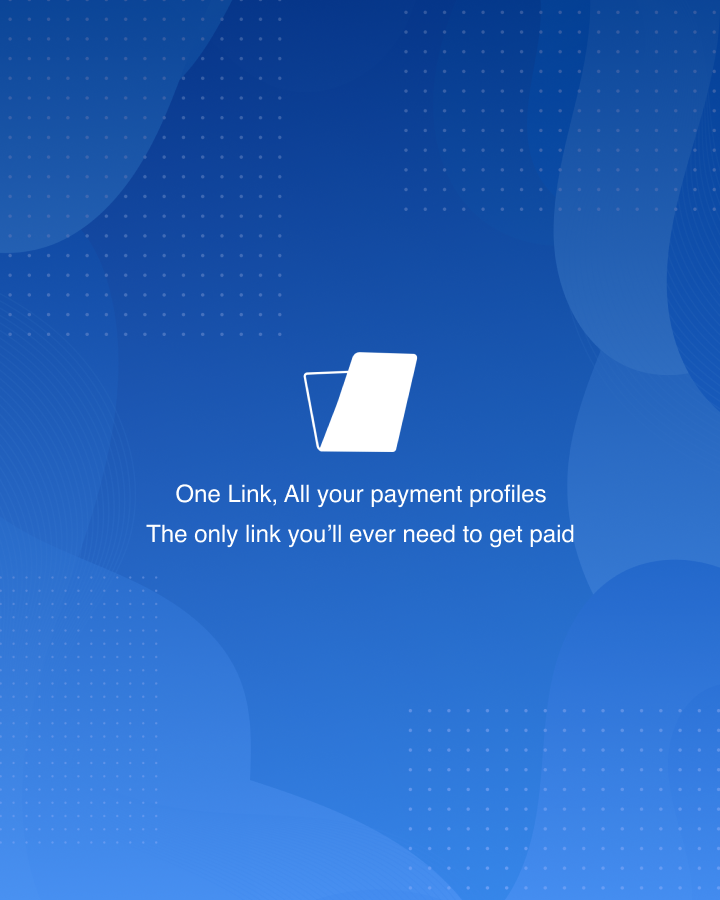 One Link, All your payment profiles
The only link you’ll ever need to get paid